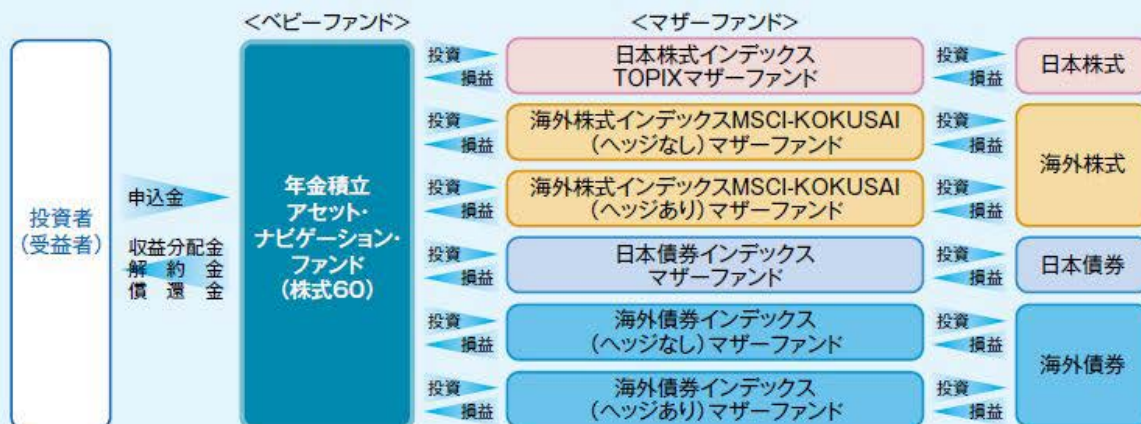 <ベビーファンド>
<マザーファンド>
投資者
(受益者)
申込金
収益分配金
解約金
償還金
年金積立
アセット・
ナビゲーション・
ファンド
(株式60)
投資
損益
日本株式インデックス
TOPIXマザーファンド
投資
損益
日本株式
投資
損益
海外株式インデックスMSCI-KOKUSAI
(ヘッジなし)マザーファンド
投資
損益
海外株式
投資
損益
海外株式インデックスMSCI-KOKUSAI
(ヘッジあり)マザーファンド
投資
損益
投資
損益
日本債券インデックス
マザーファンド
投資
損益
日本債券
投資
損益
海外債券インデックス
(ヘッジなし)マザーファンド
投資
損益
海外債券
投資
損益
海外債券インデックス
(ヘッジあり)マザーファンド
投資
損益